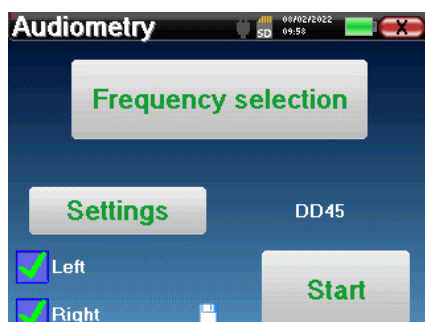 Audiometry SD 08/02/2022
09:58 X
Frequency selection
Settings DD45
Left
Start
Right